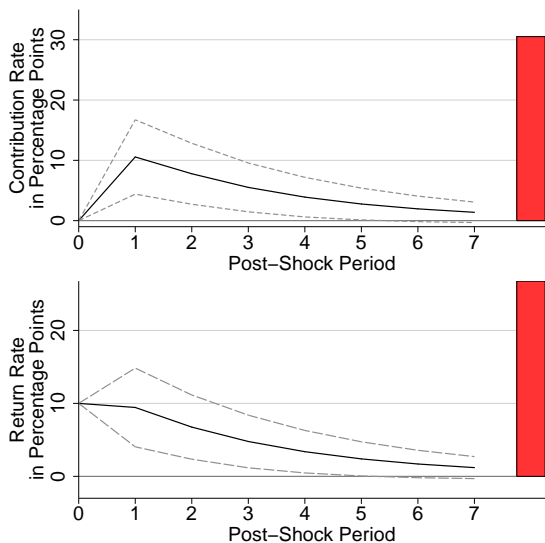 Contribution Rate
in Percentage Points
30
20
10
0
0 1 2 3 4 5 6 7
Post−Shock Period
Return Rate
in Percentage Points
20
10
0
0 1 2 3 4 5 6 7
Post−Shock Period